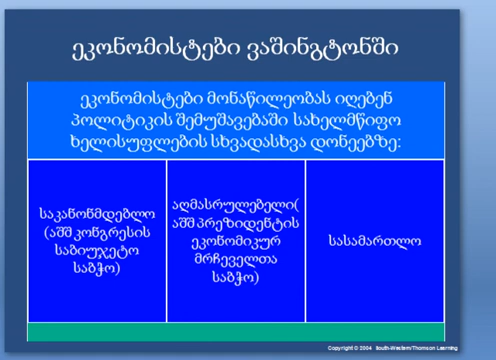 ეკონომისტები ვაშინგტონში
ეკონომისტები მონაწილეობას იღებენ
პოლიტიკის შემუშავებაში სახელმწიფო
ხელისუფლების სხვადასხვა დონეებზე:
საკანონმდებლო
(აშშ კონგრესის
საბიუჯეტო
საბჭო)
აღმასრულებელი(
აშშ პრეზიდენტის
ეკონომიკურ
მრჩეველთა
საბჭო)
სასამართლო
Copyright © 2004 South-Western/Thomson Learning